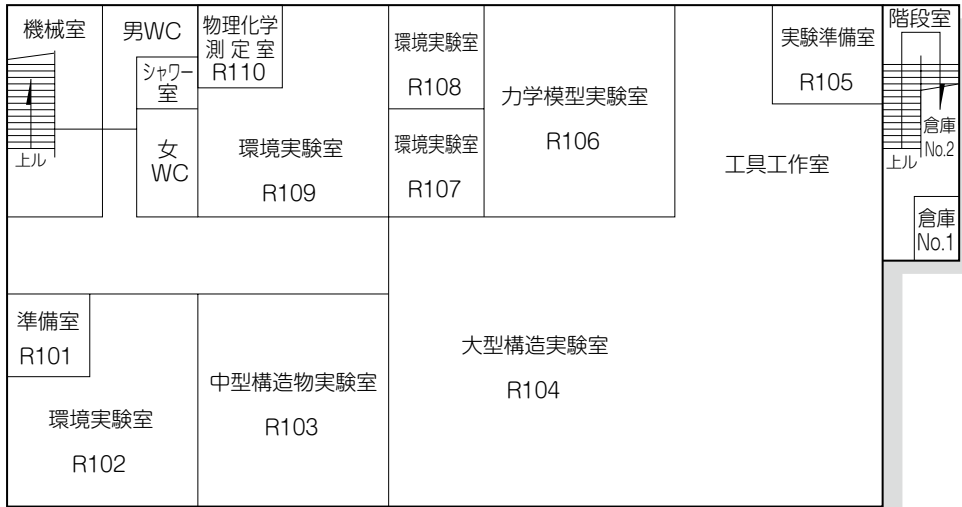 機械室
上ル
男WC
シャワー
室
女
WC
物理化学
測定室
R110
環境実験室
R109
環境実験室
R108
環境実験室
R107
力学模型実験室
R106
実験準備室
R105
工具工作室
階段室
倉庫
No.2
上ル
倉庫
No.1
準備室
R101
環境実験室
R102
中型構造物実験室
R103
大型構造実験室
R104